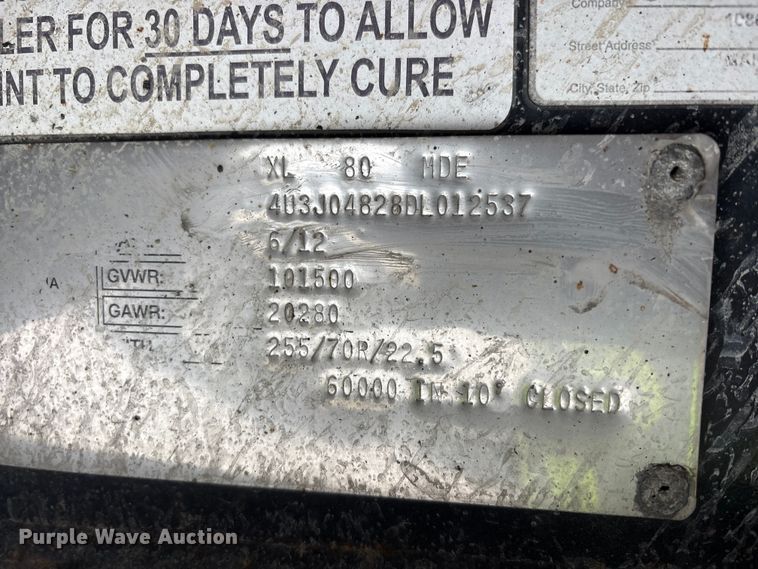 LER FOR 30 DAYS TO ALLOW
INT TO COMPLETELY CURE
Company
Street Address
City, State, Zip
XL 80 MDE
4U3J04828DL012537
6/12
GVWR: 101500
GAWR: 20280
255/70R/22.5
60000 IN 10' CLOSED
Purple Wave Auction